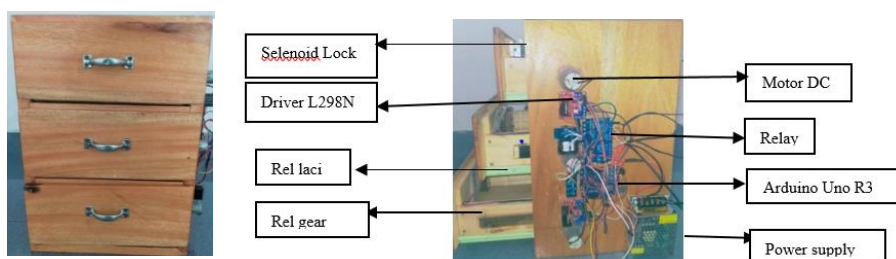 Selenoid Lock
Driver L298N
Rel laci
Rel gear
Motor DC
Relay
Arduino Uno R3
Power supply